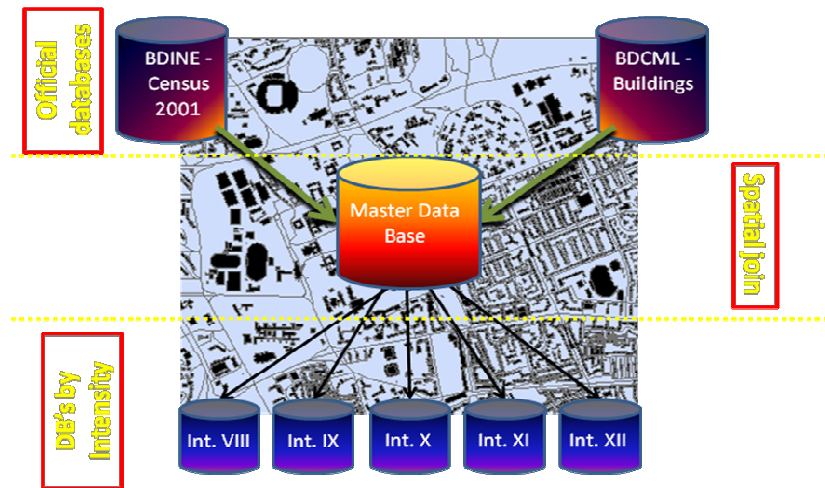 Official
databases
BDINE -
Census
2001
BDCML -
Buildings
Master Data
Base
Spatial join
DB's by
Intensity
Int. VIII
Int. IX
Int. X
Int. XI
Int. XII